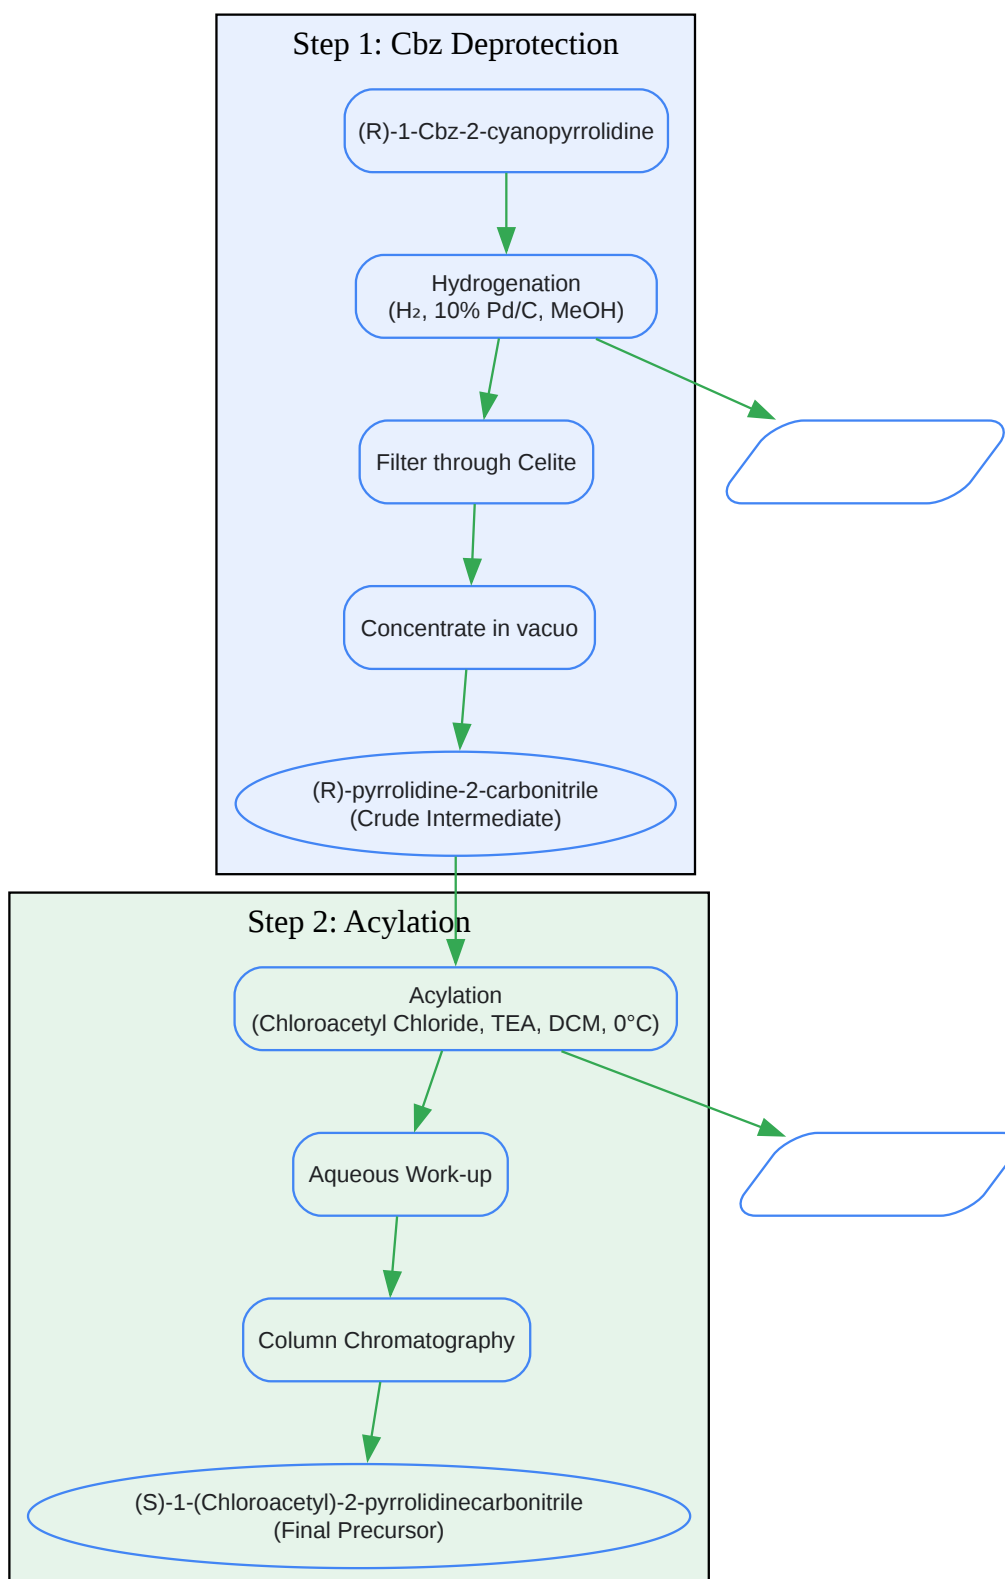 Step 1: Cbz Deprotection
(R)-1-Cbz-2-cyanopyrrolidine
Hydrogenation
(H₂, 10% Pd/C, MeOH)
Filter through Celite
Concentrate in vacuo
(R)-pyrrolidine-2-carbonitrile
(Crude Intermediate)
Step 2: Acylation
Acylation
(Chloroacetyl Chloride, TEA, DCM, 0°C)
Aqueous Work-up
Column Chromatography
(S)-1-(Chloroacetyl)-2-pyrrolidinecarbonitrile
(Final Precursor)